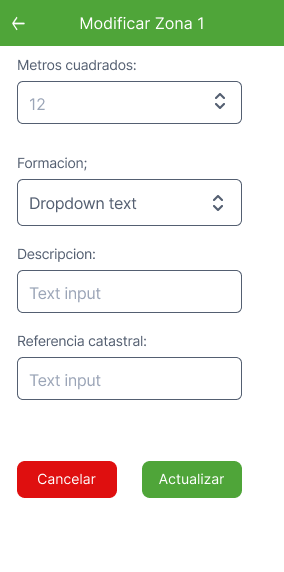 Modificar Zona 1
Metros cuadrados:
12
Formacion;
Dropdown text
Descripcion:
Text input
Referencia catastral:
Text input
Cancelar
Actualizar